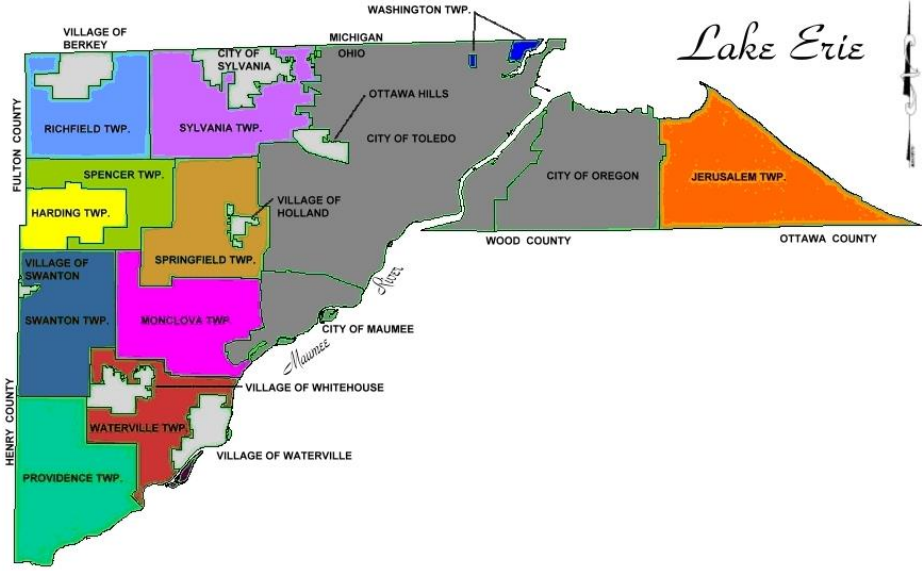 WASHINGTON TWP.
VILLAGE OF
BERKEY
MICHIGAN
OHIO
CITY OF
SYLVANIA
Lake Erie
OTTAWA HILLS
FULTON COUNTY
RICHFIELD TWP.
SYLVANIA TWP.
CITY OF TOLEDO
SPENCER TWP.
CITY OF OREGON
JERUSALEM TWP.
HARDING TWP.
VILLAGE OF
HOLLAND
WOOD COUNTY
OTTAWA COUNTY
VILLAGE OF
SWANTON
SPRINGFIELD TWP.
River
SWANTON TWP.
MONCLOVA TWP.
CITY OF MAUMEE
Maumee
VILLAGE OF WHITEHOUSE
HENRY COUNTY
WATERVILLE TWP.
VILLAGE OF WATERVILLE
PROVIDENCE TWP.